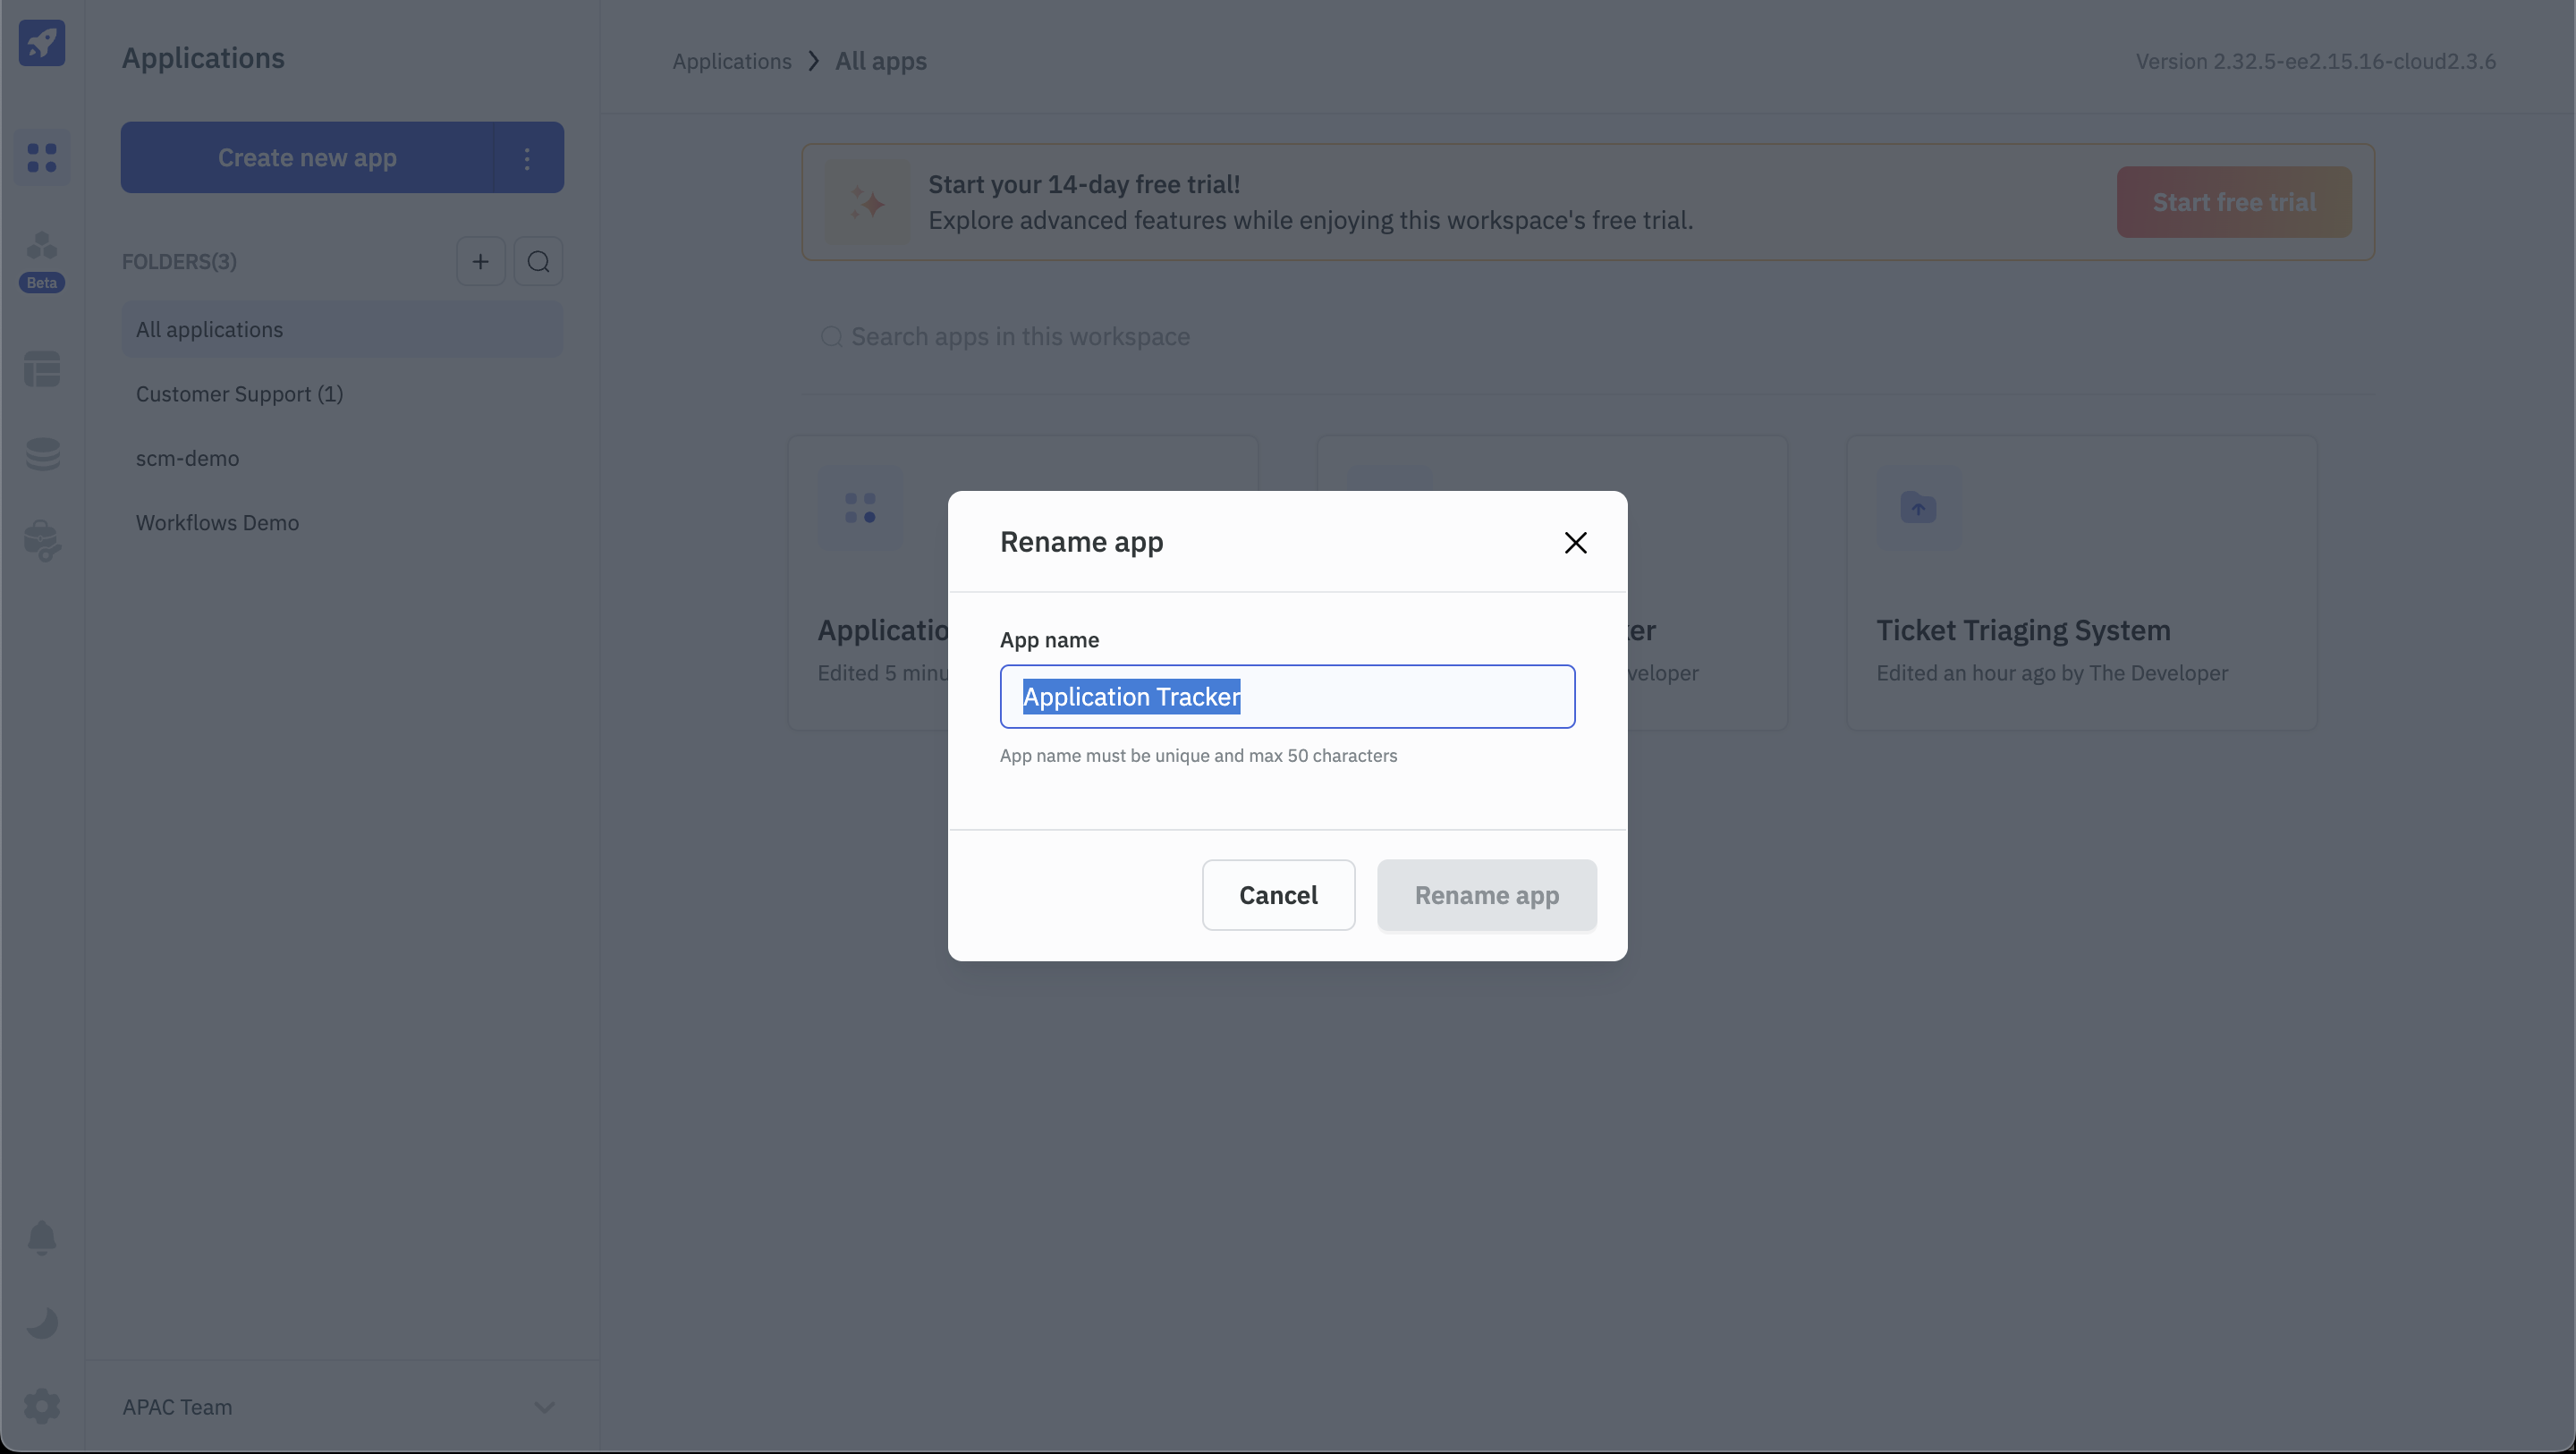 Applications
Create new app
Beta
FOLDERS(3)
All applications
Customer Support (1)
scm-demo
Workflows Demo
APAC Team
Applications
All apps
Version 2.32.5-ee2.15.16-cloud2.3.6
Start your 14-day free trial!
Explore advanced features while enjoying this workspace's free trial.
Start free trial
Search apps in this workspace
Applicatio
Edited 5 minu
er
veloper
Ticket Triaging System
Edited an hour ago by The Developer
Rename app
App name
Application Tracker
App name must be unique and max 50 characters
Cancel
Rename app